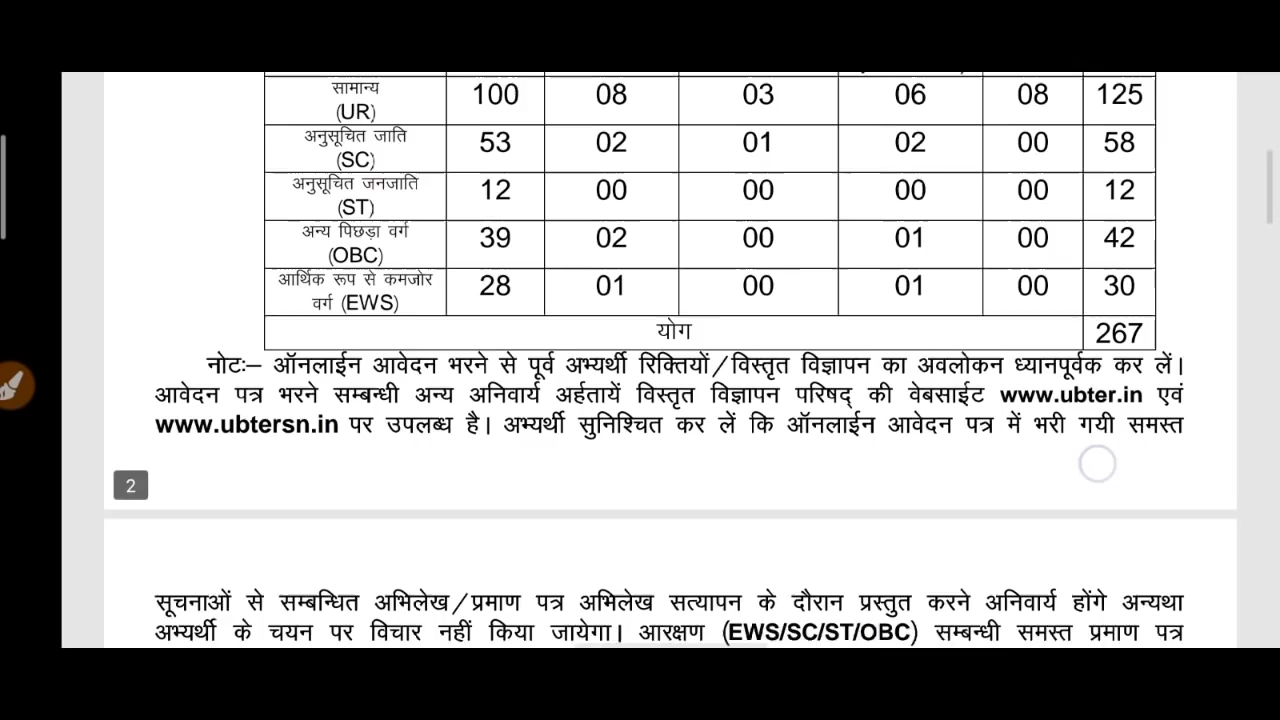 सामान्य
(UR) 100 08 03 06 08 125
अनुसूचित जाति
(SC) 53 02 01 02 00 58
अनुसूचित जनजाति
(ST) 12 00 00 00 00 12
अन्य पिछड़ा वर्ग
(OBC) 39 02 00 01 00 42
आर्थिक रूप से कमजोर
वर्ग (EWS) 28 01 00 01 00 30
योग 267
नोटः– ऑनलाईन आवेदन भरने से पूर्व अभ्यर्थी रिक्तियों/विस्तृत विज्ञापन का अवलोकन ध्यानपूर्वक कर लें।
आवेदन पत्र भरने सम्बन्धी अन्य अनिवार्य अर्हतायें विस्तृत विज्ञापन परिषद् की वेबसाईट www.ubter.in एवं
www.ubtersn.in पर उपलब्ध है। अभ्यर्थी सुनिश्चित कर लें कि ऑनलाईन आवेदन पत्र में भरी गयी समस्त
2
सूचनाओं से सम्बन्धित अभिलेख/प्रमाण पत्र अभिलेख सत्यापन के दौरान प्रस्तुत करने अनिवार्य होंगे अन्यथा
अभ्यर्थी के चयन पर विचार नहीं किया जायेगा। आरक्षण (EWS/SC/ST/OBC) सम्बन्धी समस्त प्रमाण पत्र